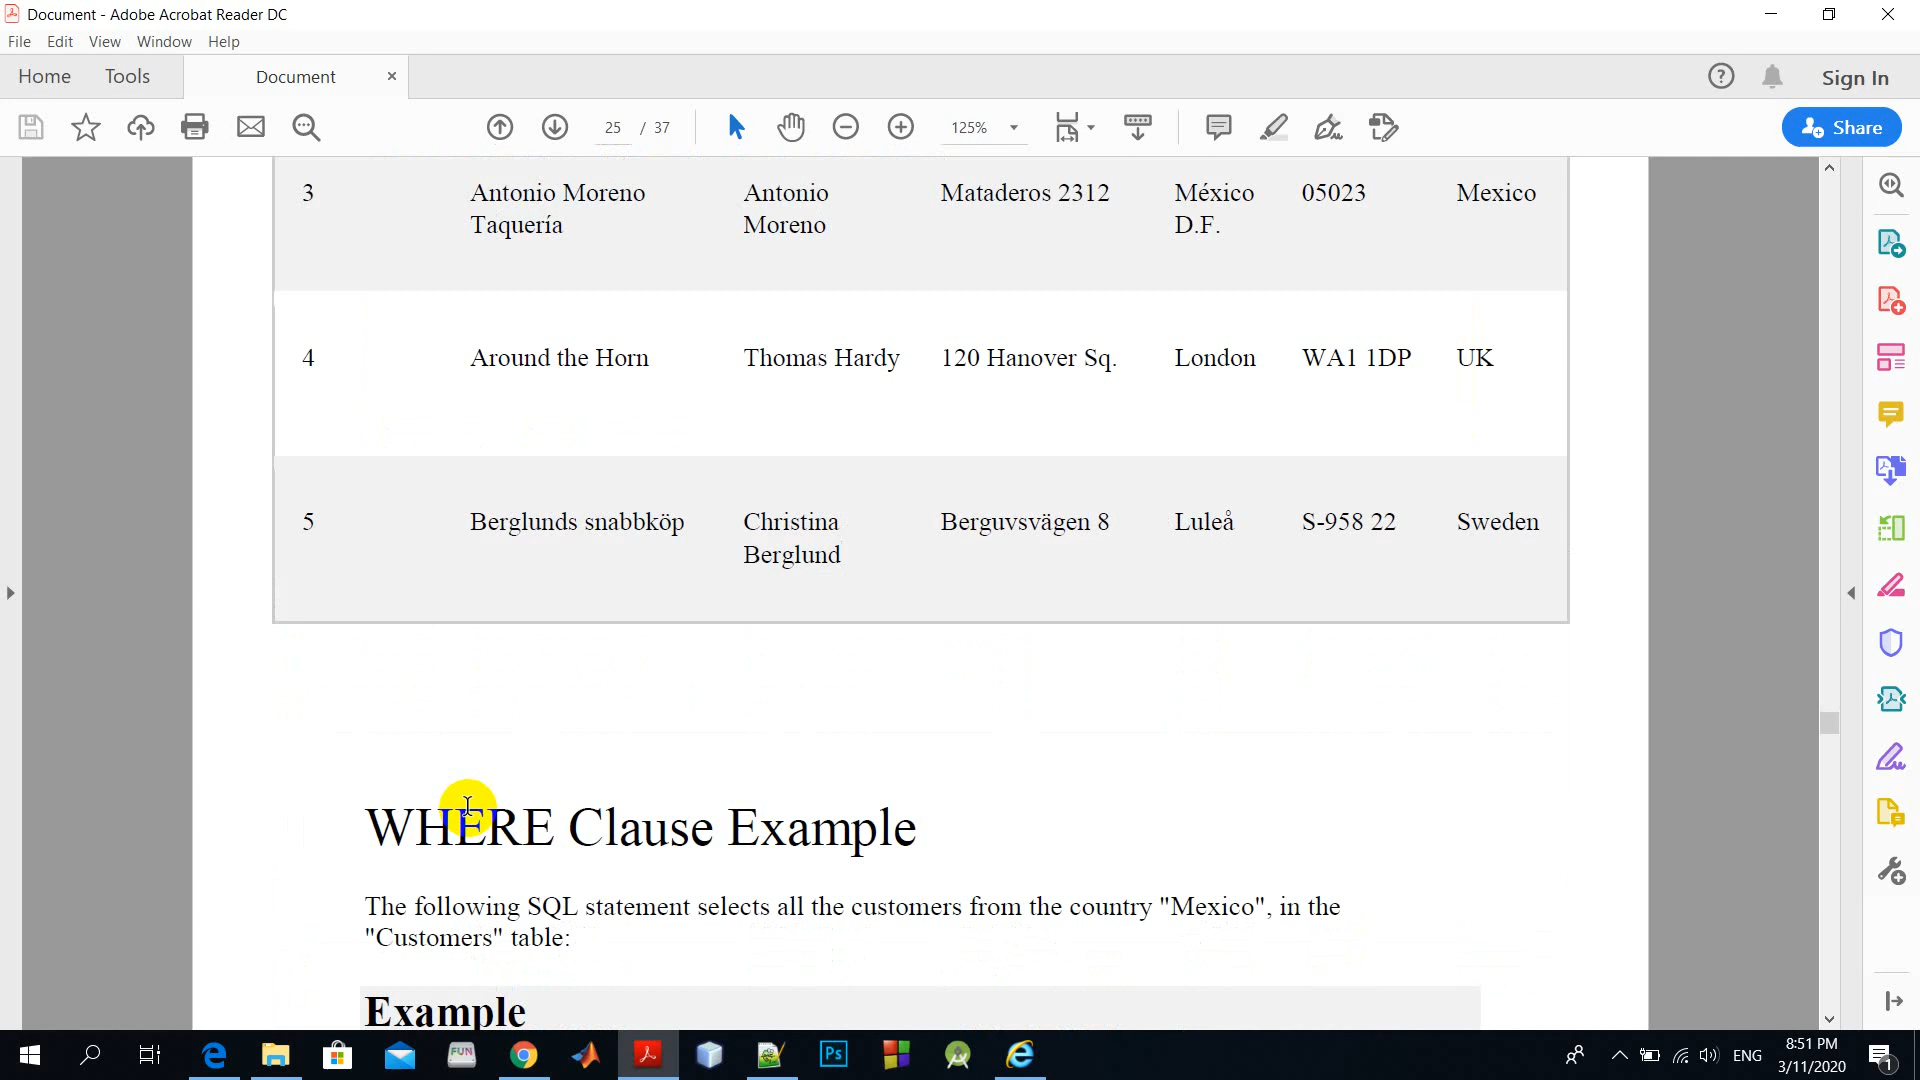 Document - Adobe Acrobat Reader DC
File Edit View Window Help
Home Tools Document Sign In
25 / 37 125% Share
3 Antonio Moreno Antonio Mataderos 2312 México 05023 Mexico
Taquería Moreno D.F.
4 Around the Horn Thomas Hardy 120 Hanover Sq. London WA1 1DP UK
5 Berglunds snabbköp Christina Berguvsvägen 8 Luleå S-958 22 Sweden
Berglund
WHERE Clause Example
The following SQL statement selects all the customers from the country "Mexico", in the
"Customers" table:
Example
FUN Ps ENG 8:51 PM
3/11/2020 1